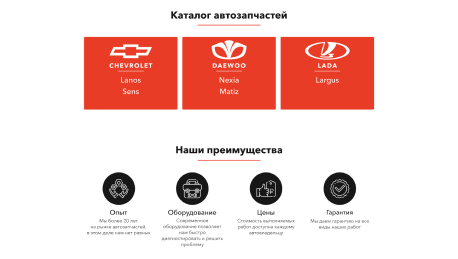 Каталог автозапчастей
CHEVROLET
Lanos
Sens
DAEWOO
Nexia
Matiz
LADA
Largus
Наши преимущества
Опыт
Мы более 20 лет
на рынке автозапчастей,
в этом деле нам нет равных
Оборудование
Современное
оборудование позволяет
нам быстро
диагностировать и решить
проблему
Цены
Стоимость выполняемых
работ доступна каждому
автовладельцу
Гарантия
Мы даем гарантию на все
виды наших работ